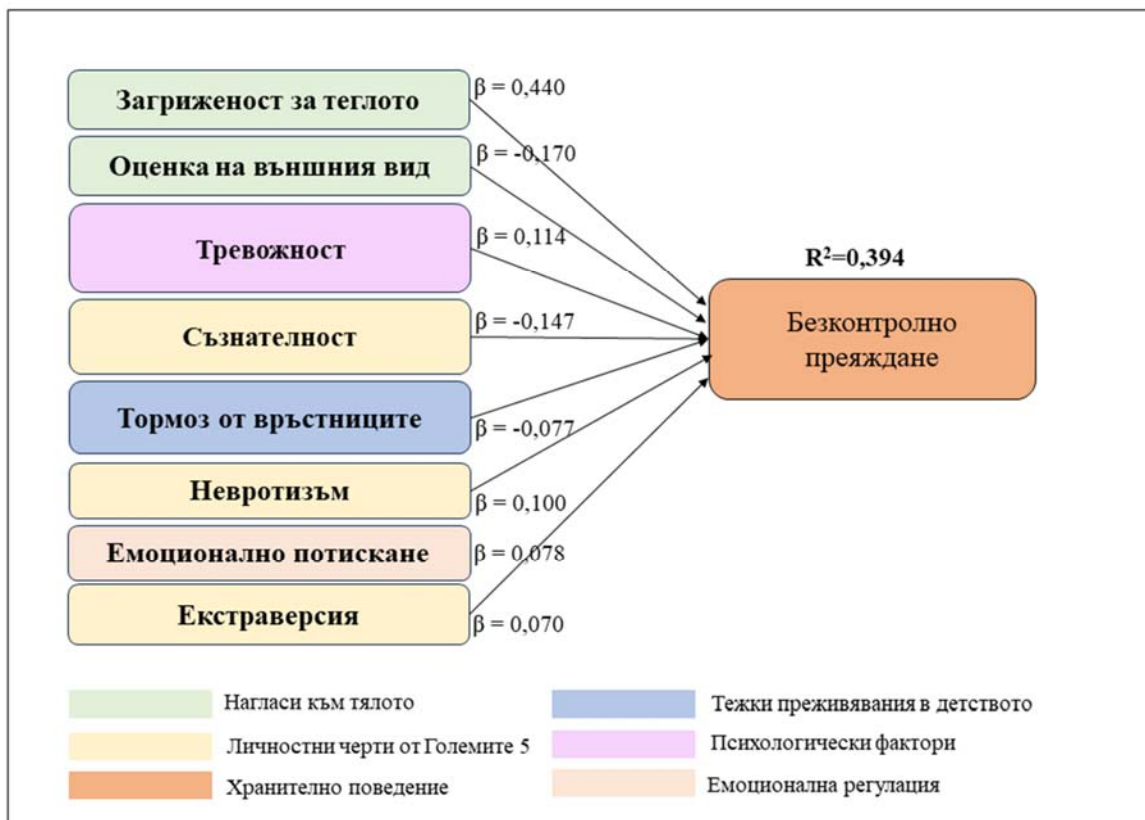 Загриженост за теглото
β = 0,440
Оценка на външния вид
β = -0,170
Тревожност
β = 0,114
Съзнателност
β = -0,147
Тормоз от връстниците
β = -0,077
Невротизъм
β = 0,100
Емоционално потискане
β = 0,078
Екстраверсия
β = 0,070
R²=0,394
Безконтролно
преяждане
Нагласи към тялото
Личностни черти от Големите 5
Хранително поведение
Тежки преживявания в детството
Психологически фактори
Емоционална регулация